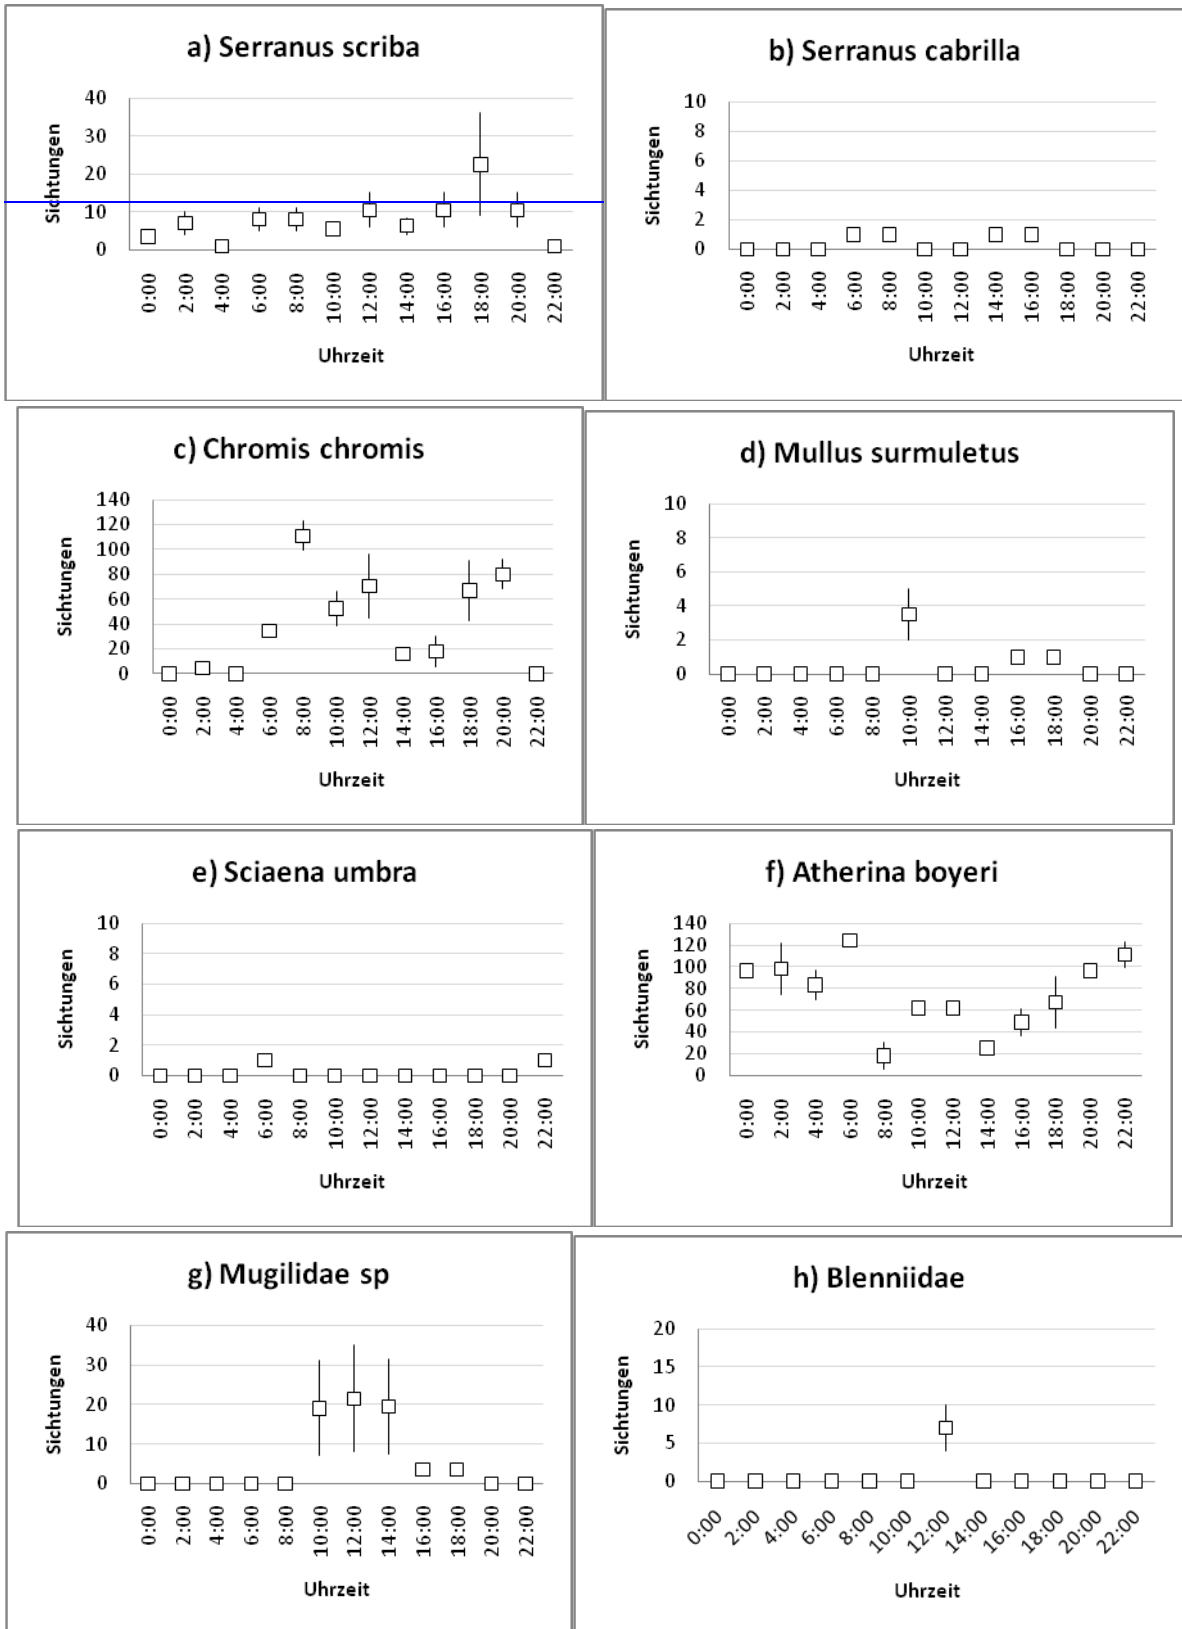 a) Serranus scriba
Sichtungen
40
30
20
10
0
0:00 2:00 4:00 6:00 8:00 10:00 12:00 14:00 16:00 18:00 20:00 22:00
Uhrzeit
b) Serranus cabrilla
Sichtungen
10
8
6
4
2
0
0:00 2:00 4:00 6:00 8:00 10:00 12:00 14:00 16:00 18:00 20:00 22:00
Uhrzeit
c) Chromis chromis
Sichtungen
140
120
100
80
60
40
20
0
0:00 2:00 4:00 6:00 8:00 10:00 12:00 14:00 16:00 18:00 20:00 22:00
Uhrzeit
d) Mullus surmuletus
Sichtungen
10
8
6
4
2
0
0:00 2:00 4:00 6:00 8:00 10:00 12:00 14:00 16:00 18:00 20:00 22:00
Uhrzeit
e) Sciaena umbra
Sichtungen
10
8
6
4
2
0
0:00 2:00 4:00 6:00 8:00 10:00 12:00 14:00 16:00 18:00 20:00 22:00
Uhrzeit
f) Atherina boyeri
Sichtungen
140
120
100
80
60
40
20
0
0:00 2:00 4:00 6:00 8:00 10:00 12:00 14:00 16:00 18:00 20:00 22:00
Uhrzeit
g) Mugilidae sp
Sichtungen
40
30
20
10
0
0:00 2:00 4:00 6:00 8:00 10:00 12:00 14:00 16:00 18:00 20:00 22:00
Uhrzeit
h) Blenniidae
Sichtungen
20
15
10
5
0
0:00 2:00 4:00 6:00 8:00 10:00 12:00 14:00 16:00 18:00 20:00 22:00
Uhrzeit